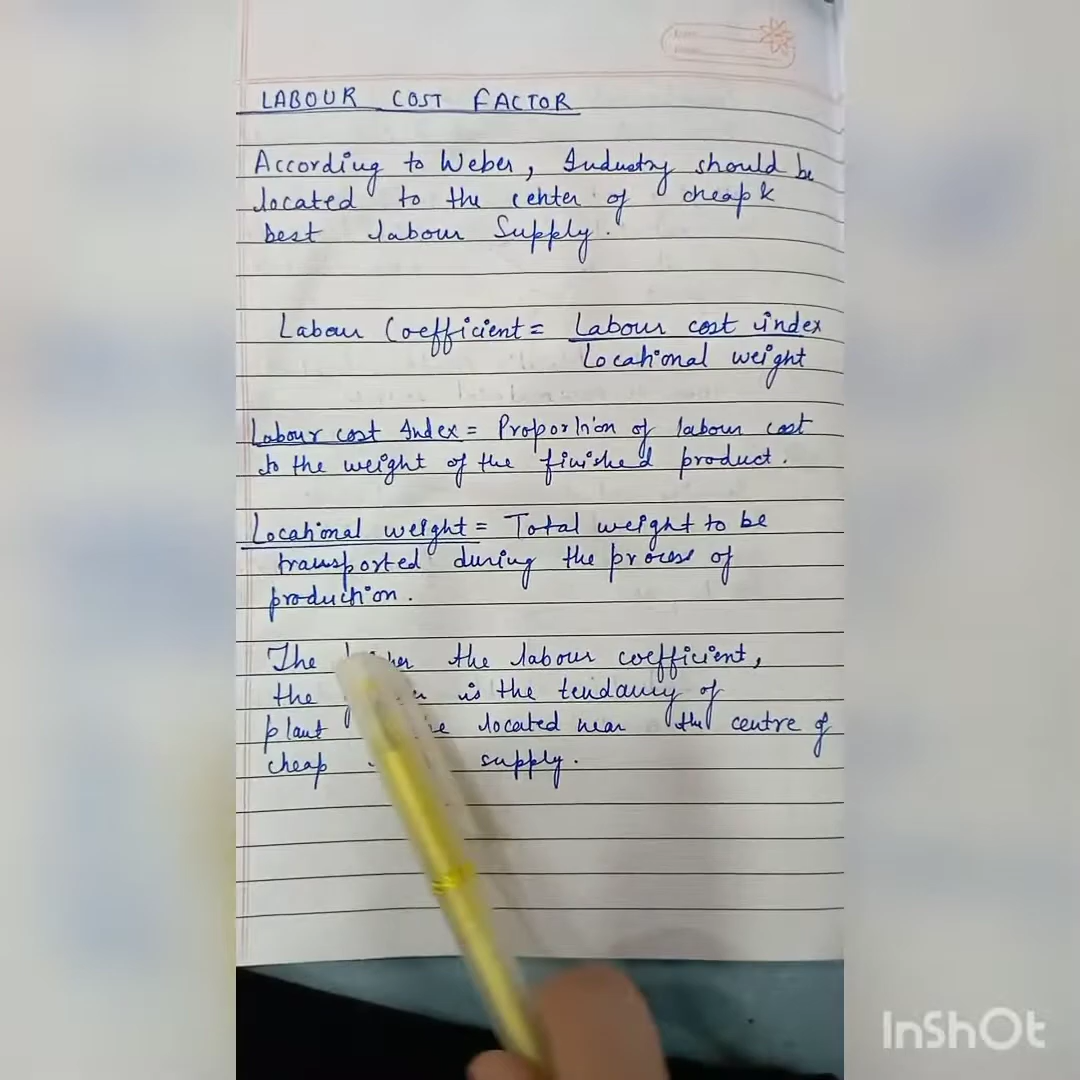 LABOUR COST FACTOR
According to Weber, Industry should be
located to the center of cheap &
best labour Supply.
Labour Coefficient = Labour cost index
Locational weight
Labour cost Index = Proportion of labour cost
to the weight of the finished product.
Locational weight = Total weight to be
transported during the process of
production.
The the labour coefficient,
the is the tendancy of
plant located near the centre of
cheap supply.
InShOt